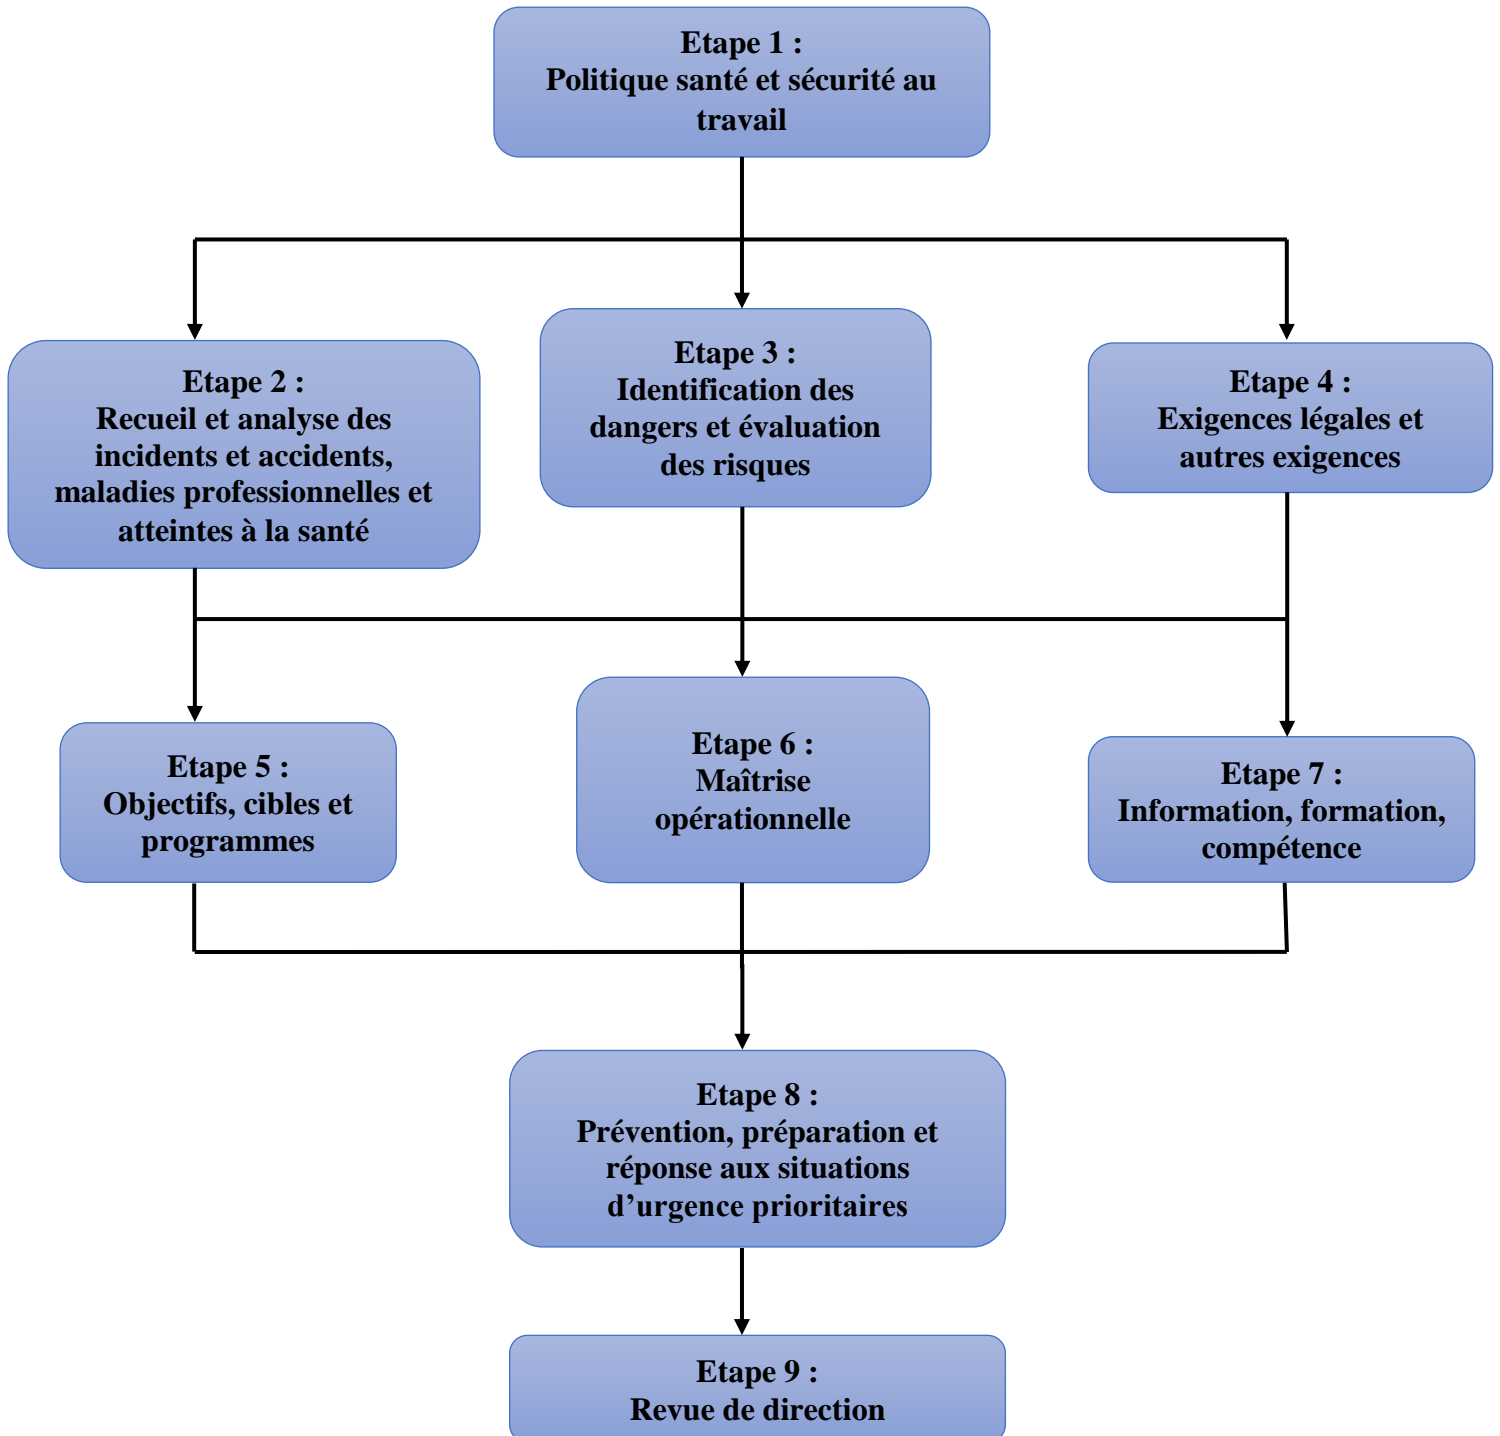 Etape 1 :
Politique santé et sécurité au
travail
Etape 2 :
Recueil et analyse des
incidents et accidents,
maladies professionnelles et
atteintes à la santé
Etape 3 :
Identification des
dangers et évaluation
des risques
Etape 4 :
Exigences légales et
autres exigences
Etape 5 :
Objectifs, cibles et
programmes
Etape 6 :
Maîtrise
opérationnelle
Etape 7 :
Information, formation,
compétence
Etape 8 :
Prévention, préparation et
réponse aux situations
d’urgence prioritaires
Etape 9 :
Revue de direction